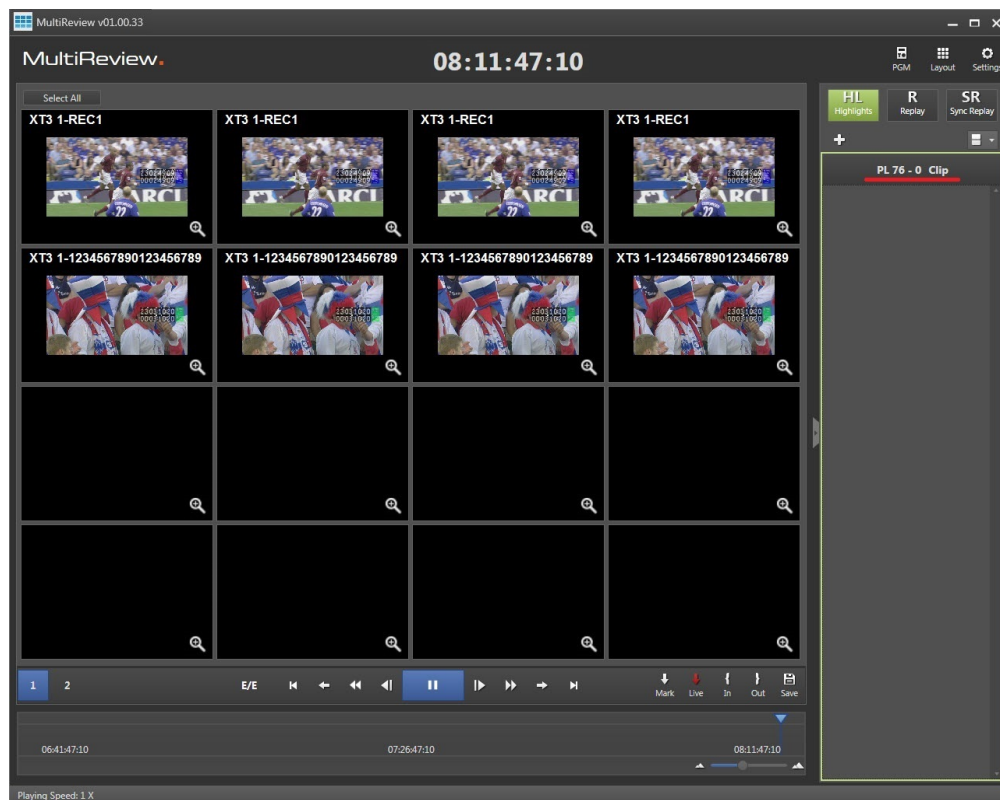 MultiReview v01.00.33
MultiReview.
08:11:47:10
PGM
Layout
Settings
Select All
HL
Highlights
R
Replay
SR
Sync Replay
XT3 1-REC1
XT3 1-REC1
XT3 1-REC1
XT3 1-REC1
PL 76 - 0 Clip
XT3 1-1234567890123456789
XT3 1-1234567890123456789
XT3 1-1234567890123456789
XT3 1-1234567890123456789
1
2
E/E
Mark
Live
In
Out
Save
06:41:47:10
07:26:47:10
08:11:47:10
Playing Speed: 1 X